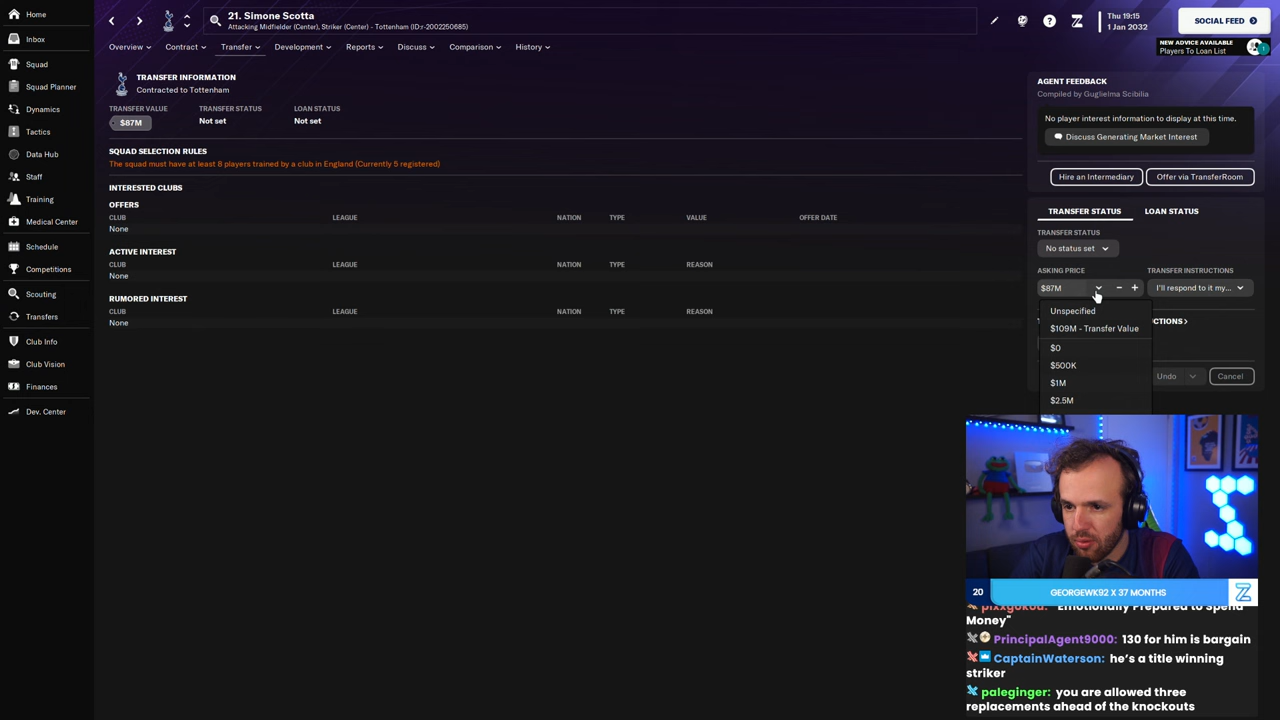 Home
Inbox
Squad
Squad Planner
Dynamics
Tactics
Data Hub
Staff
Training
Medical Center
Schedule
Competitions
Scouting
Transfers
Club Info
Club Vision
Finances
Dev. Center
21. Simone Scotta
Attacking Midfielder (Center), Striker (Center) - Tottenham (ID:r-2002250685)
Thu 19:15
1 Jan 2032
SOCIAL FEED
NEW ADVICE AVAILABLE
Players To Loan List
1
Overview
Contract
Transfer
Development
Reports
Discuss
Comparison
History
TRANSFER INFORMATION
Contracted to Tottenham
TRANSFER VALUE
TRANSFER STATUS
LOAN STATUS
$87M
Not set
Not set
SQUAD SELECTION RULES
The squad must have at least 8 players trained by a club in England (Currently 5 registered)
INTERESTED CLUBS
OFFERS
CLUB LEAGUE NATION TYPE VALUE OFFER DATE
None
ACTIVE INTEREST
CLUB LEAGUE NATION TYPE REASON
None
RUMORED INTEREST
CLUB LEAGUE NATION TYPE REASON
None
AGENT FEEDBACK
Compiled by Guglielma Scibilia
No player interest information to display at this time.
Discuss Generating Market Interest
Hire an Intermediary
Offer via TransferRoom
TRANSFER STATUS
LOAN STATUS
TRANSFER STATUS
No status set
ASKING PRICE
TRANSFER INSTRUCTIONS
$87M
− +
I'll respond to it my...
Unspecified
$109M - Transfer Value
$0
$500K
$1M
$2.5M
Undo
Cancel
20
GEORGEWK92 X 37 MONTHS
Z
"Emotionally Prepared to Spend
Money"
PrincipalAgent9000: 130 for him is bargain
CaptainWaterson: he's a title winning
striker
paleginger: you are allowed three
replacements ahead of the knockouts